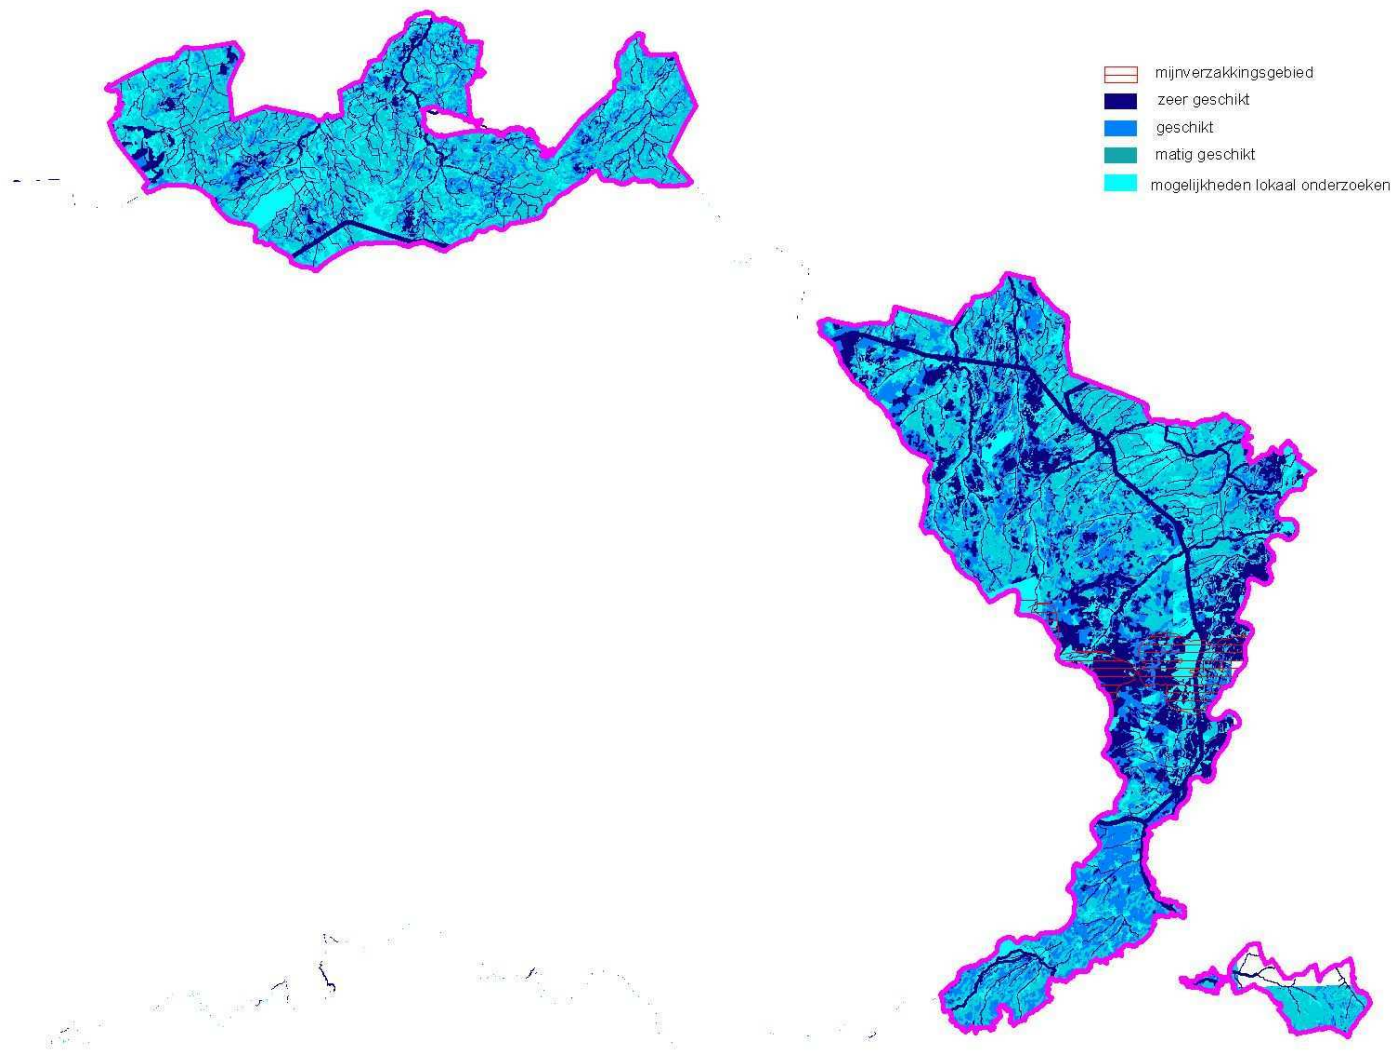 mijnverzakkingsgebied
zeer geschikt
geschikt
matig geschikt
mogelijkheden lokaal onderzoeken